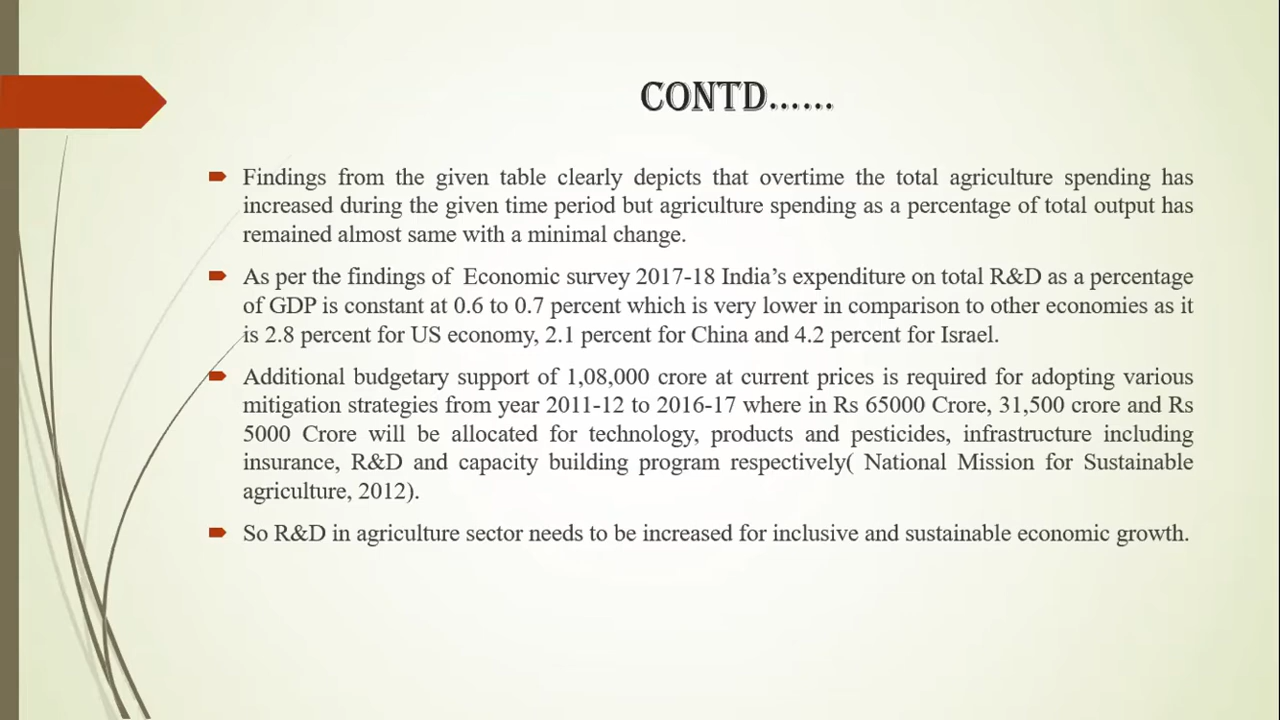 CONTD......
Findings from the given table clearly depicts that overtime the total agriculture spending has
increased during the given time period but agriculture spending as a percentage of total output has
remained almost same with a minimal change.
As per the findings of Economic survey 2017-18 India’s expenditure on total R&D as a percentage
of GDP is constant at 0.6 to 0.7 percent which is very lower in comparison to other economies as it
is 2.8 percent for US economy, 2.1 percent for China and 4.2 percent for Israel.
Additional budgetary support of 1,08,000 crore at current prices is required for adopting various
mitigation strategies from year 2011-12 to 2016-17 where in Rs 65000 Crore, 31,500 crore and Rs
5000 Crore will be allocated for technology, products and pesticides, infrastructure including
insurance, R&D and capacity building program respectively( National Mission for Sustainable
agriculture, 2012).
So R&D in agriculture sector needs to be increased for inclusive and sustainable economic growth.